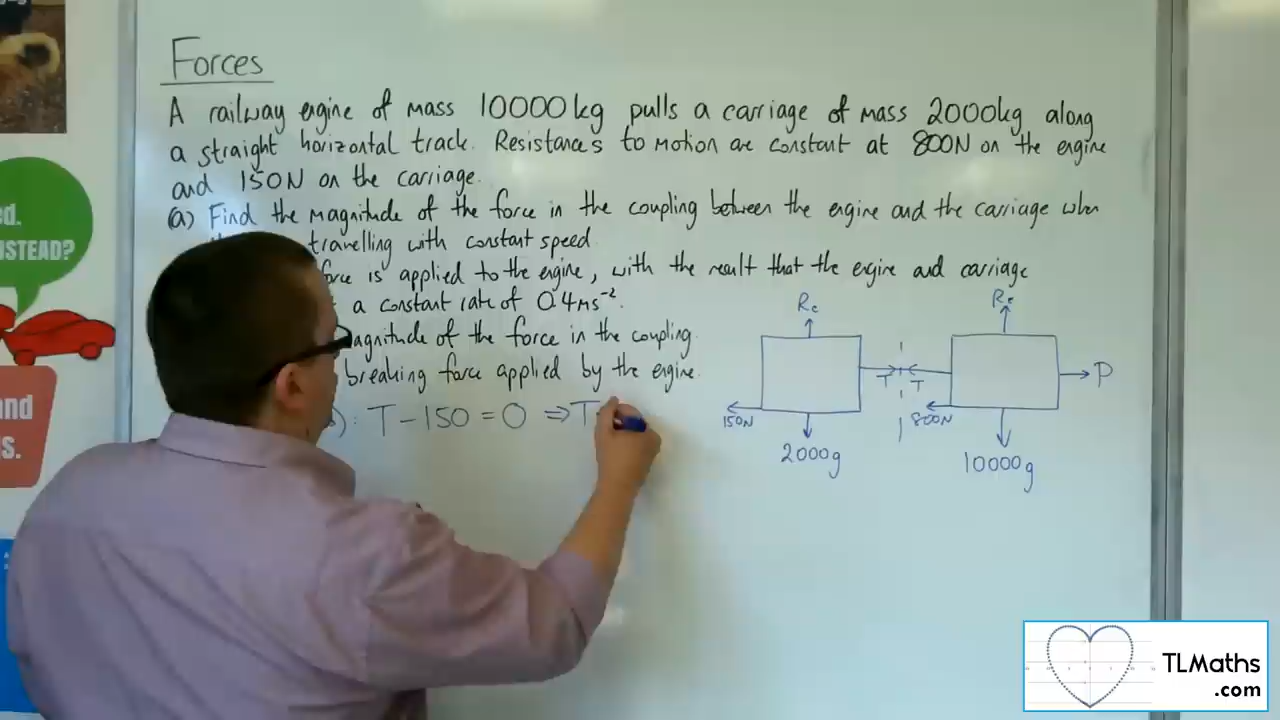 Forces
A railway engine of mass 10000kg pulls a carriage of mass 2000kg along
a straight horizontal track. Resistances to motion are constant at 800N on the engine
and 150N on the carriage.
(a) Find the magnitude of the force in the coupling between the engine and the carriage when
travelling with constant speed
is applied to the engine, with the result that the engine and carriage
a constant rate of 0.4ms⁻².
magnitude of the force in the coupling
breaking force applied by the engine.
): T - 150 = 0 ⇒ T
Rc
Re
T
T
P
150N
800N
2000g
10000g
ed.
INSTEAD?
and
s.
TLMaths
.com